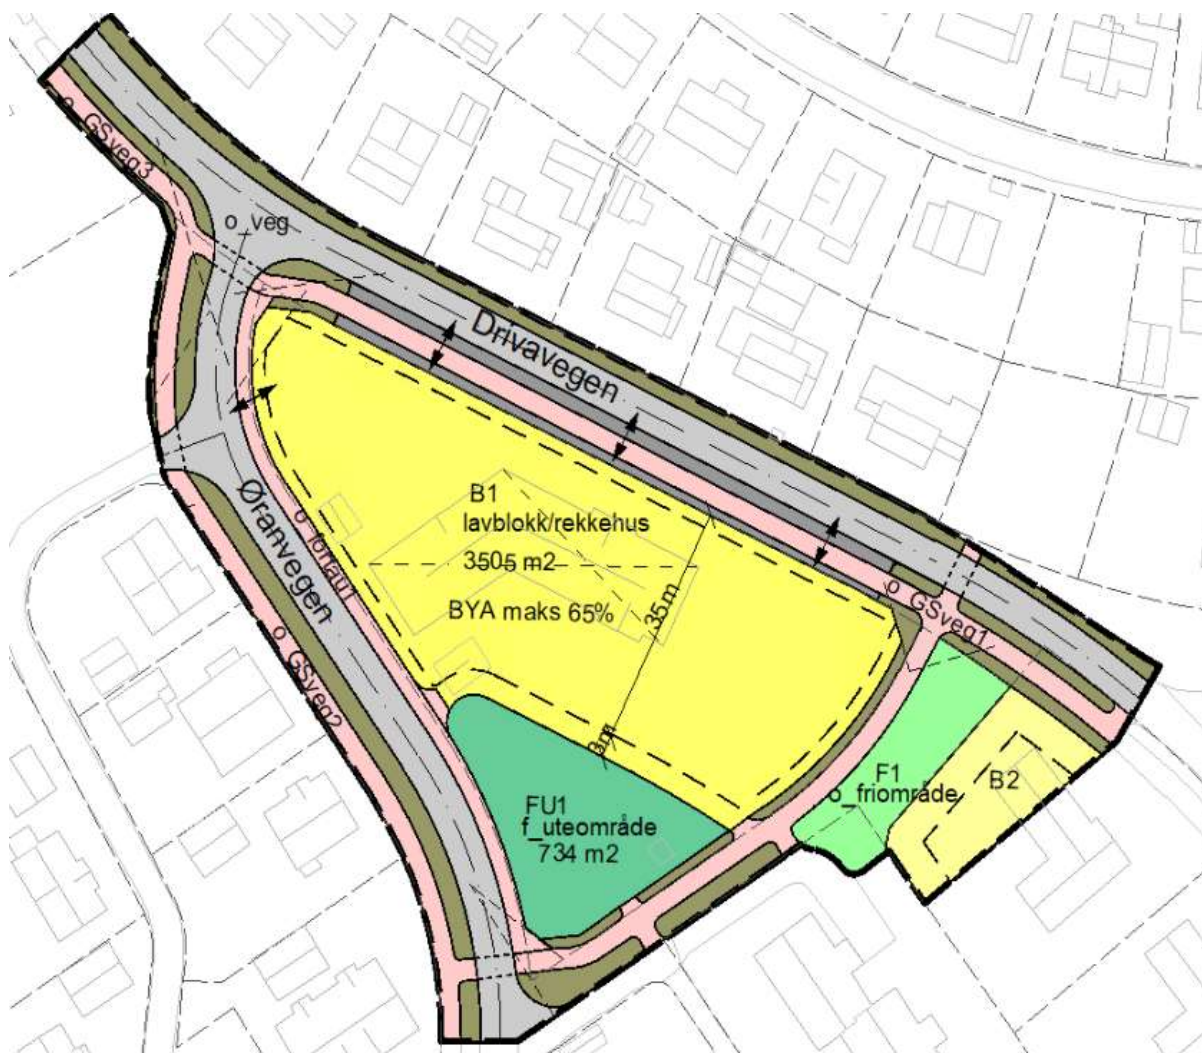 o_GSveg3
o_veg
Drivavegen
B1
lavblokk/rekkehus
3505 m2
BYA maks 65%
35m
Øranvegen
o_fortau1
o_GSveg1
o_GSveg2
3m
FU1
f_uteområde
734 m2
F1
o_friområde
B2